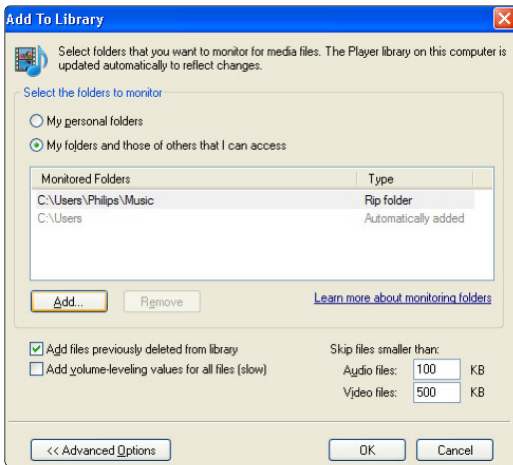 Add To Library
Select folders that you want to monitor for media files. The Player library on this computer is
updated automatically to reflect changes.
Select the folders to monitor
My personal folders
My folders and those of others that I can access
Monitored Folders Type
C:\Users\Philips\Music Rip folder
C:\Users Automatically added
Add... Remove Learn more about monitoring folders
Add files previously deleted from library Skip files smaller than:
Add volume-leveling values for all files (slow) Audio files: 100 KB
Video files: 500 KB
<< Advanced Options OK Cancel